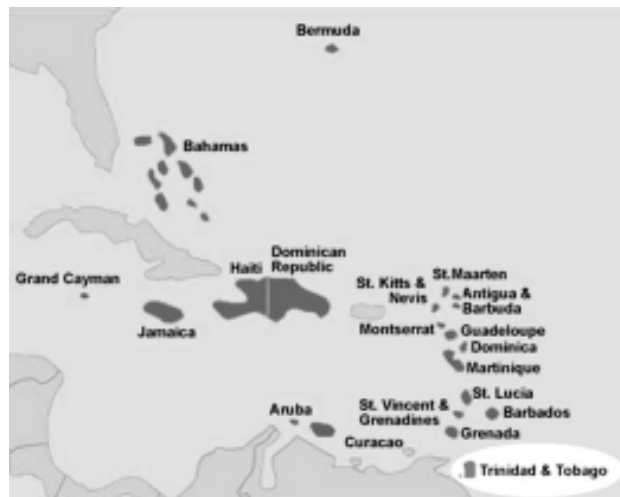 Bermuda
Bahamas
Dominican
Republic
Haiti
Grand Cayman
Jamaica
St. Maarten
St. Kitts &
Nevis
Antigua &
Barbuda
Montserrat
Guadeloupe
Dominica
Martinique
St. Lucia
St. Vincent &
Grenadines
Barbados
Aruba
Curacao
Grenada
Trinidad & Tobago